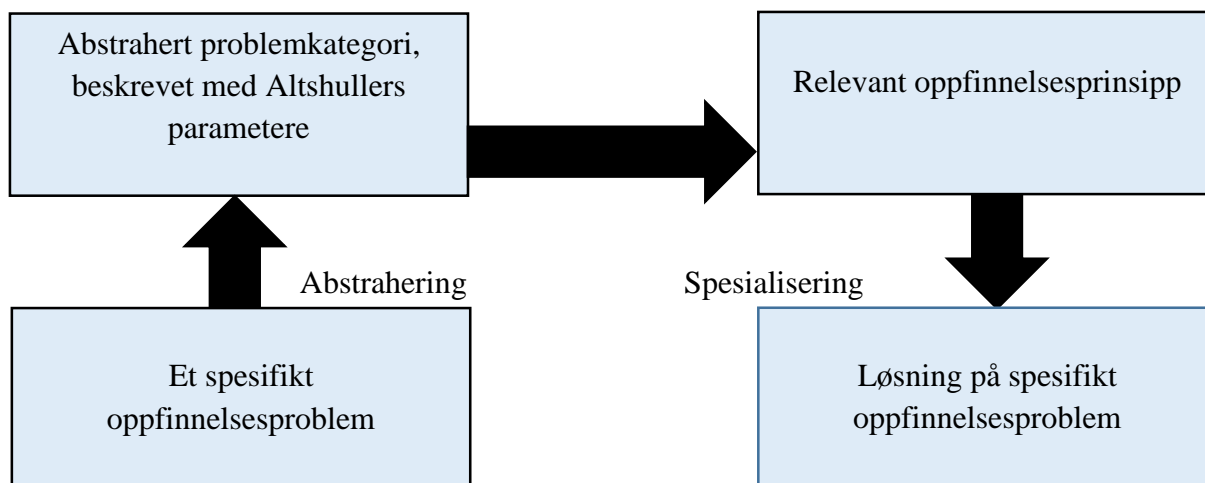 Abstrahert problemkategori,
beskrevet med Altshullers
parametere
Relevant oppfinnelsesprinsipp
Abstrahering
Spesialisering
Et spesifikt
oppfinnelsesproblem
Løsning på spesifikt
oppfinnelsesproblem